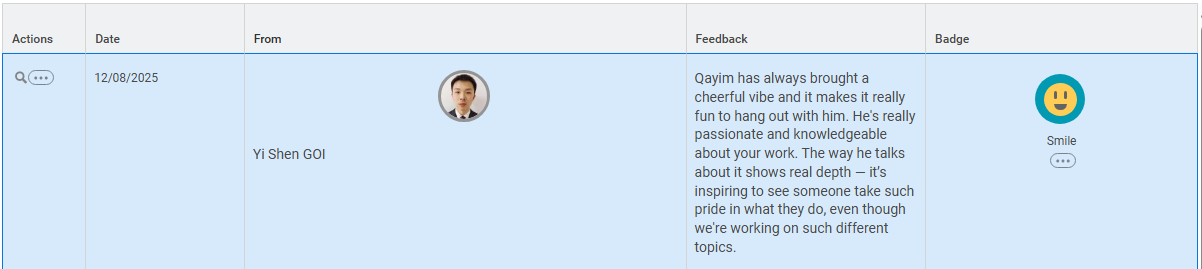 Actions Date From Feedback Badge
12/08/2025
Yi Shen GOI
Qayim has always brought a
cheerful vibe and it makes it really
fun to hang out with him. He's really
passionate and knowledgeable
about your work. The way he talks
about it shows real depth — it's
inspiring to see someone take such
pride in what they do, even though
we're working on such different
topics.
Smile